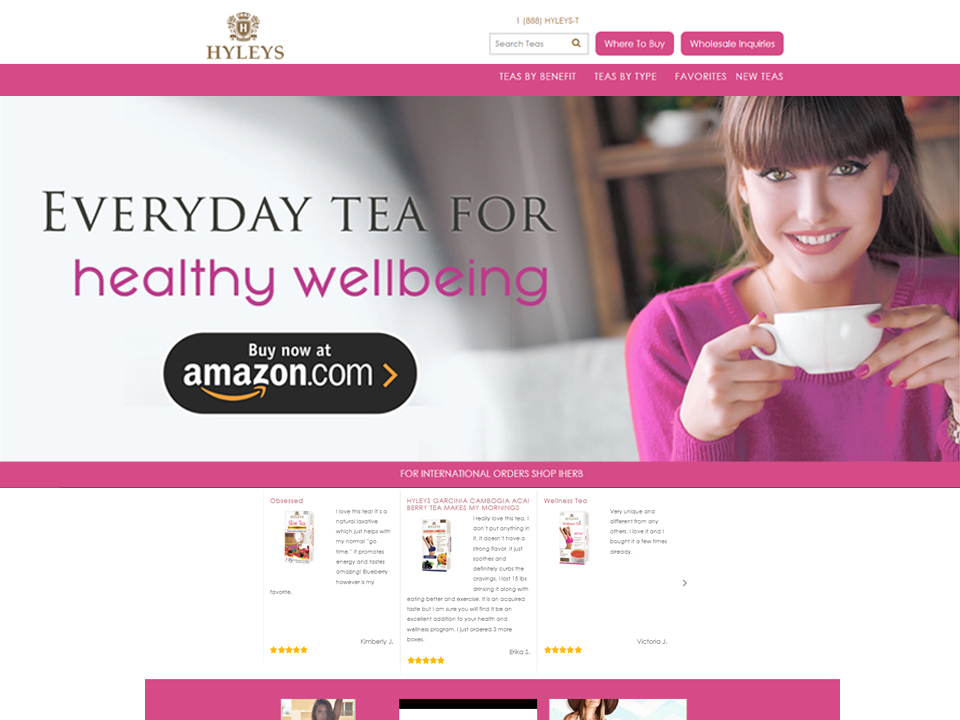 1 (888) HYLEYS-T
HYLEYS
Search Teas
Where To Buy
Wholesale Inquiries
TEAS BY BENEFIT
TEAS BY TYPE
FAVORITES
NEW TEAS
EVERYDAY TEA FOR
healthy wellbeing
Buy now at
amazon.com
FOR INTERNATIONAL ORDERS SHOP IHERB
Obsessed
I love this tea! It's a
natural laxative
which just helps with
my normal "go
time." It promotes
energy and tastes
amazing! Blueberry
however is my
favorite.
Kimberly J.
HYLEYS GARCINIA CAMBOGIA ACAI
BERRY TEA MAKES MY MORNINGS
I really love this tea. I
don't put anything in
it, it doesn't have a
strong flavor, it just
soothes and
definitely curbs the
cravings. I lost 15 lbs
drinking it along with
eating better and exercise. It is an acquired
taste but I am sure you will find it be an
excellent addition to your health and
wellness program. I just ordered 3 more
boxes.
Erika S.
Wellness Tea
Very unique and
different from any
others. I love it and I
bought it a few times
already.
Victoria J.